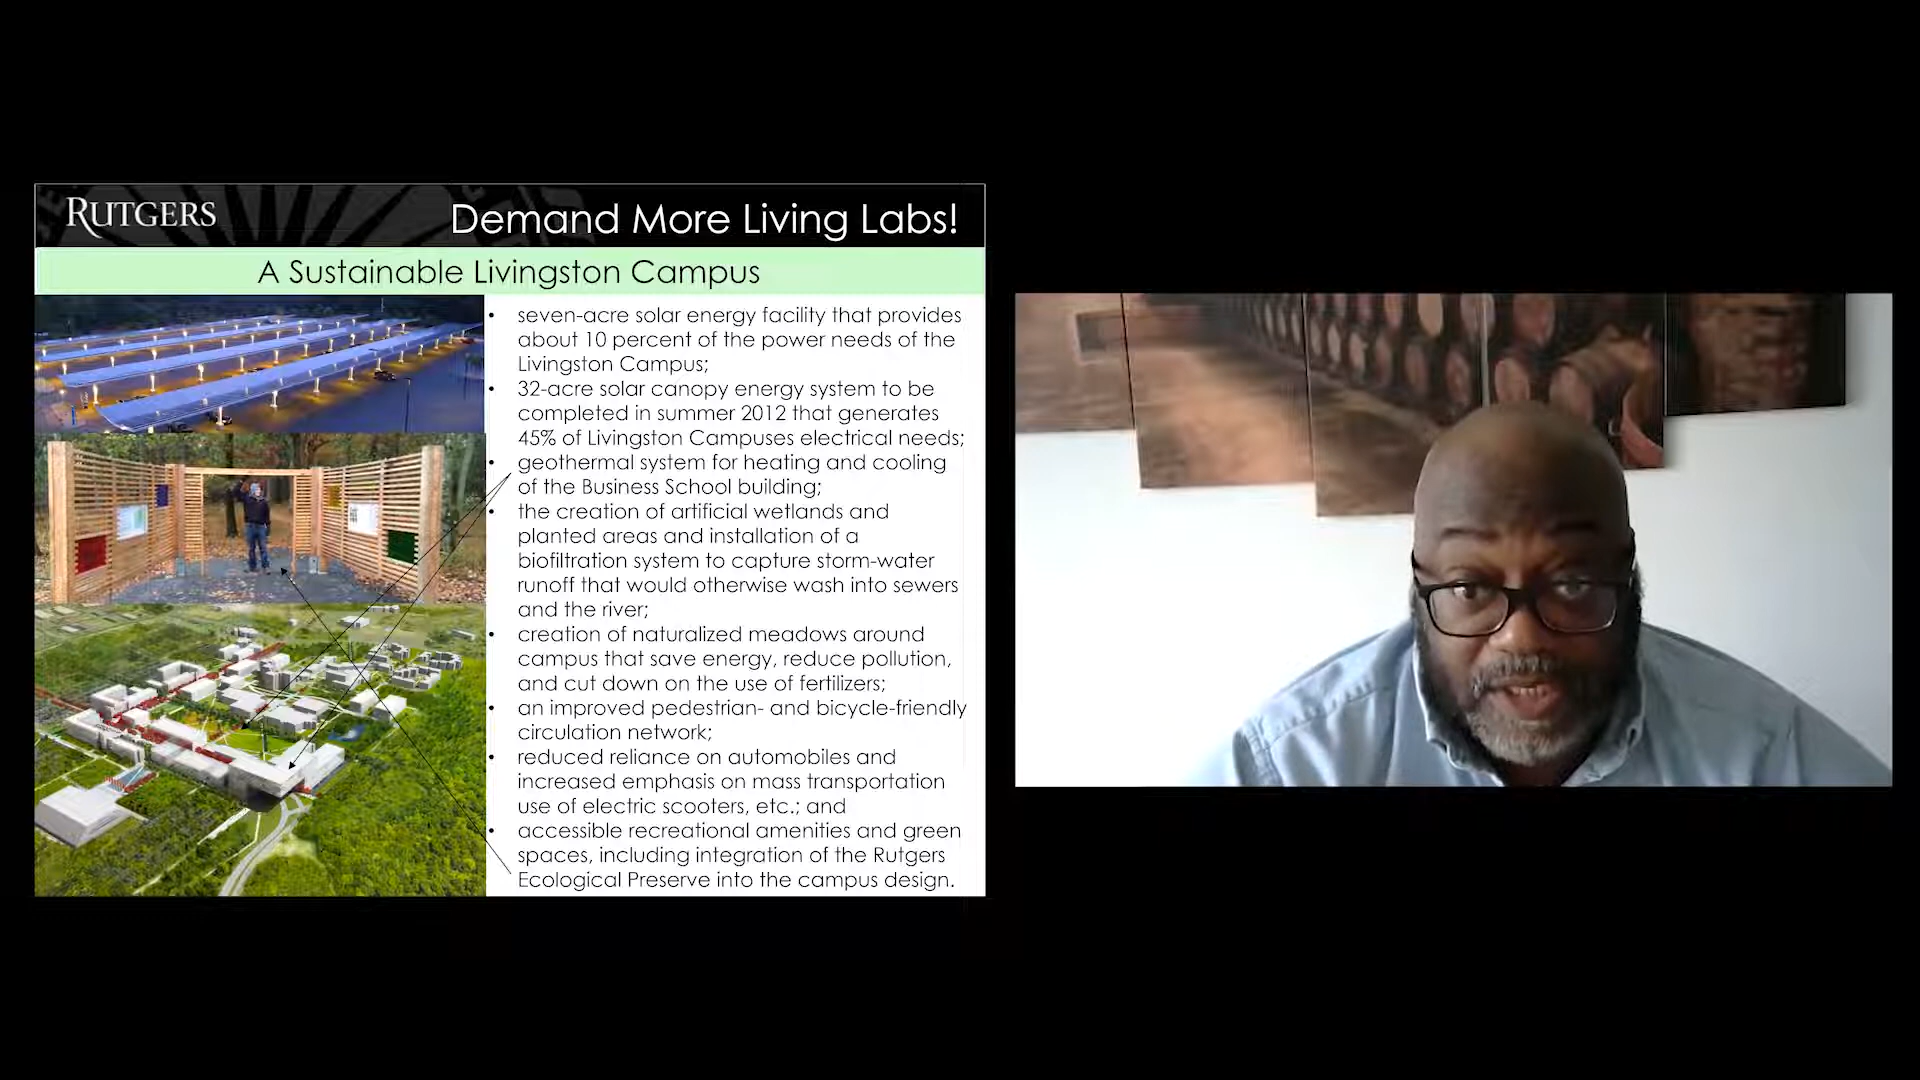 RUTGERS
Demand More Living Labs!
A Sustainable Livingston Campus
• seven-acre solar energy facility that provides
about 10 percent of the power needs of the
Livingston Campus;
• 32-acre solar canopy energy system to be
completed in summer 2012 that generates
45% of Livingston Campuses electrical needs;
• geothermal system for heating and cooling
of the Business School building;
• the creation of artificial wetlands and
planted areas and installation of a
biofiltration system to capture storm-water
runoff that would otherwise wash into sewers
and the river;
• creation of naturalized meadows around
campus that save energy, reduce pollution,
and cut down on the use of fertilizers;
• an improved pedestrian- and bicycle-friendly
circulation network;
• reduced reliance on automobiles and
increased emphasis on mass transportation
use of electric scooters, etc.; and
• accessible recreational amenities and green
spaces, including integration of the Rutgers
Ecological Preserve into the campus design.